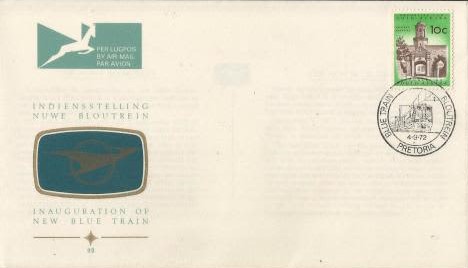 PER LUGPOS
BY AIR MAIL
PAR AVION
INDIENSSTELLING
NUWE BLOUTREIN
INAUGURATION OF
NEW BLUE TRAIN
10c
BLUE TRAIN
BLOUTREIN
4·9·72
PRETORIA